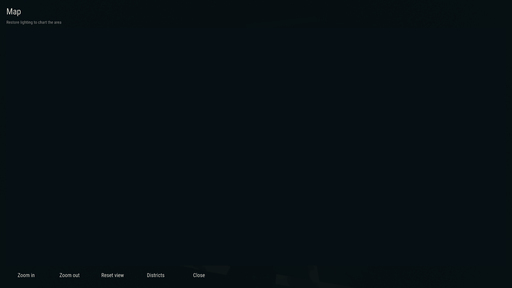 Map
Restore lighting to chart the area
Zoom in
Zoom out
Reset view
Districts
Close